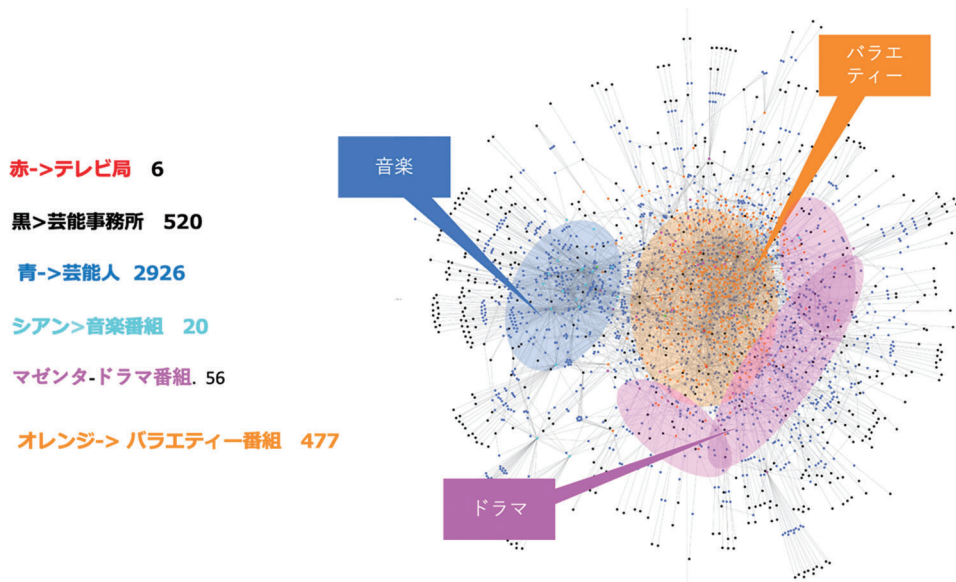 赤->テレビ局 6
黒>芸能事務所 520
青->芸能人 2926
シアン>音楽番組 20
マゼンタ-ドラマ番組. 56
オレンジ-> バラエティー番組 477
音楽
バラエ
ティー
ドラマ